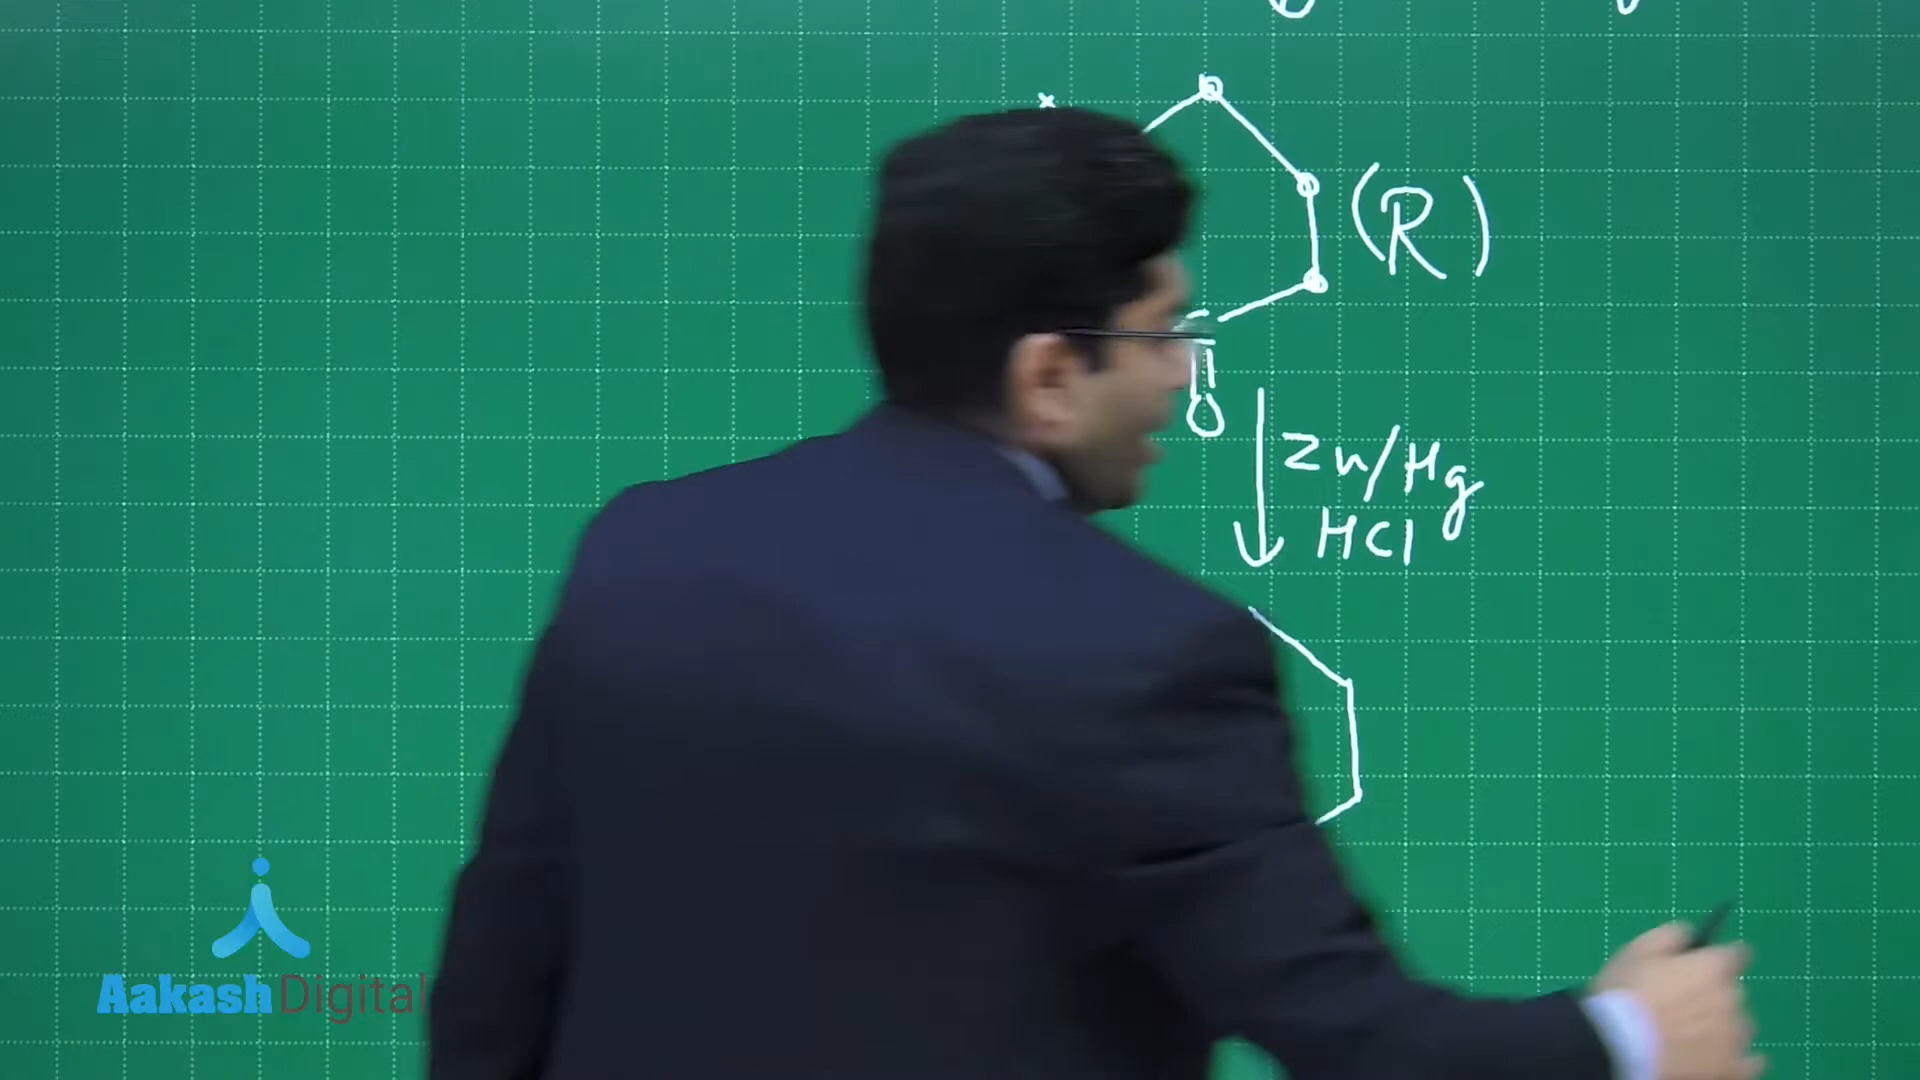 (R)
O
Zn/Hg
HCl
Aakash Digital